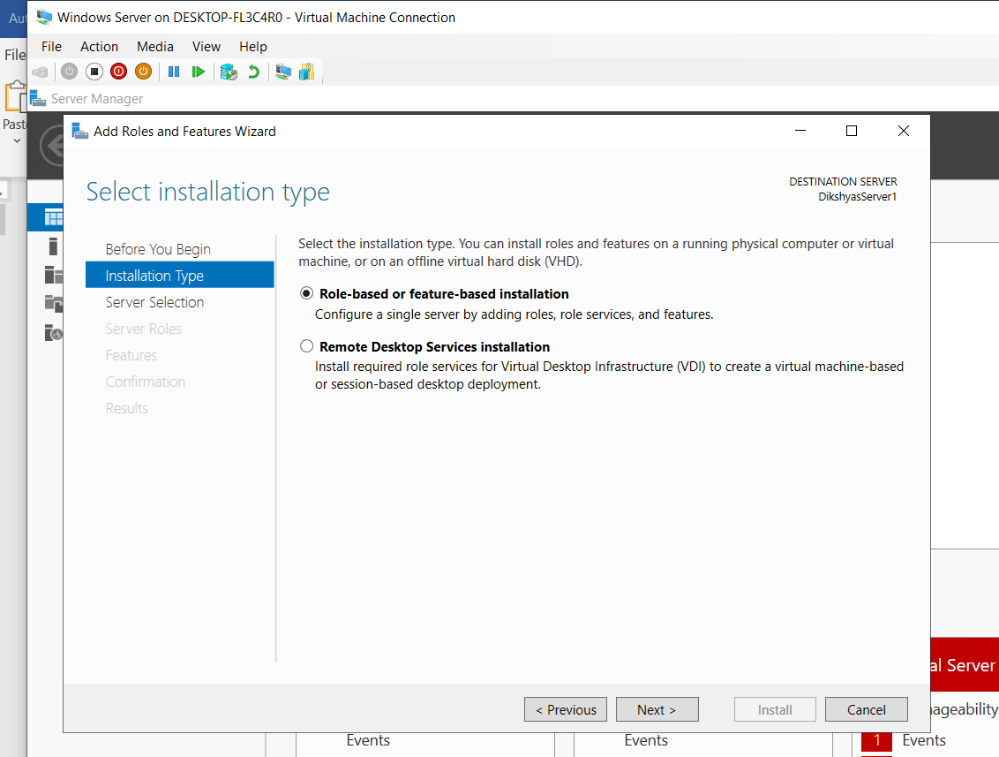 Windows Server on DESKTOP-FL3C4R0 - Virtual Machine Connection
File Action Media View Help
File
Server Manager
Add Roles and Features Wizard
Select installation type
DESTINATION SERVER
DikshyasServer1
Before You Begin
Installation Type
Server Selection
Server Roles
Features
Confirmation
Results
Select the installation type. You can install roles and features on a running physical computer or virtual
machine, or on an offline virtual hard disk (VHD).
Role-based or feature-based installation
Configure a single server by adding roles, role services, and features.
Remote Desktop Services installation
Install required role services for Virtual Desktop Infrastructure (VDI) to create a virtual machine-based
or session-based desktop deployment.
< Previous
Next >
Install
Cancel
al Server
nageability
Events
Events
1 Events